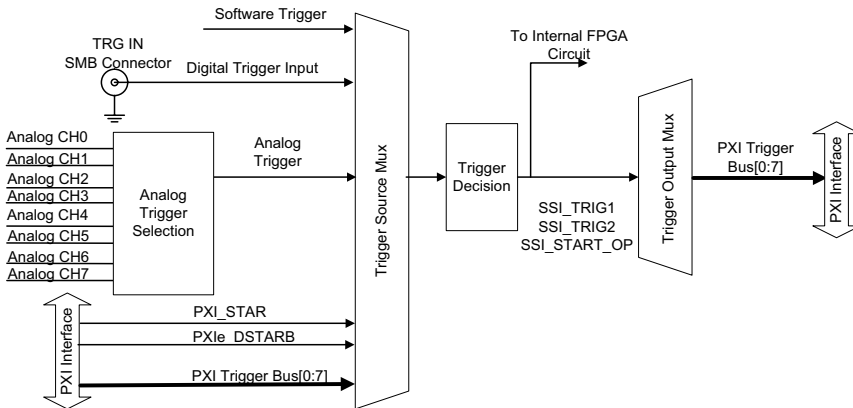 Software Trigger
TRG IN
SMB Connector
Digital Trigger Input
Analog CH0
Analog CH1
Analog CH2
Analog CH3
Analog CH4
Analog CH5
Analog CH6
Analog CH7
Analog
Trigger
Selection
Analog
Trigger
PXI Interface
PXI_STAR
PXIe_DSTARB
PXI Trigger Bus[0:7]
Trigger Source Mux
Trigger
Decision
To Internal FPGA
Circuit
SSI_TRIG1
SSI_TRIG2
SSI_START_OP
Trigger Output Mux
PXI Trigger
Bus[0:7]
PXI Interface